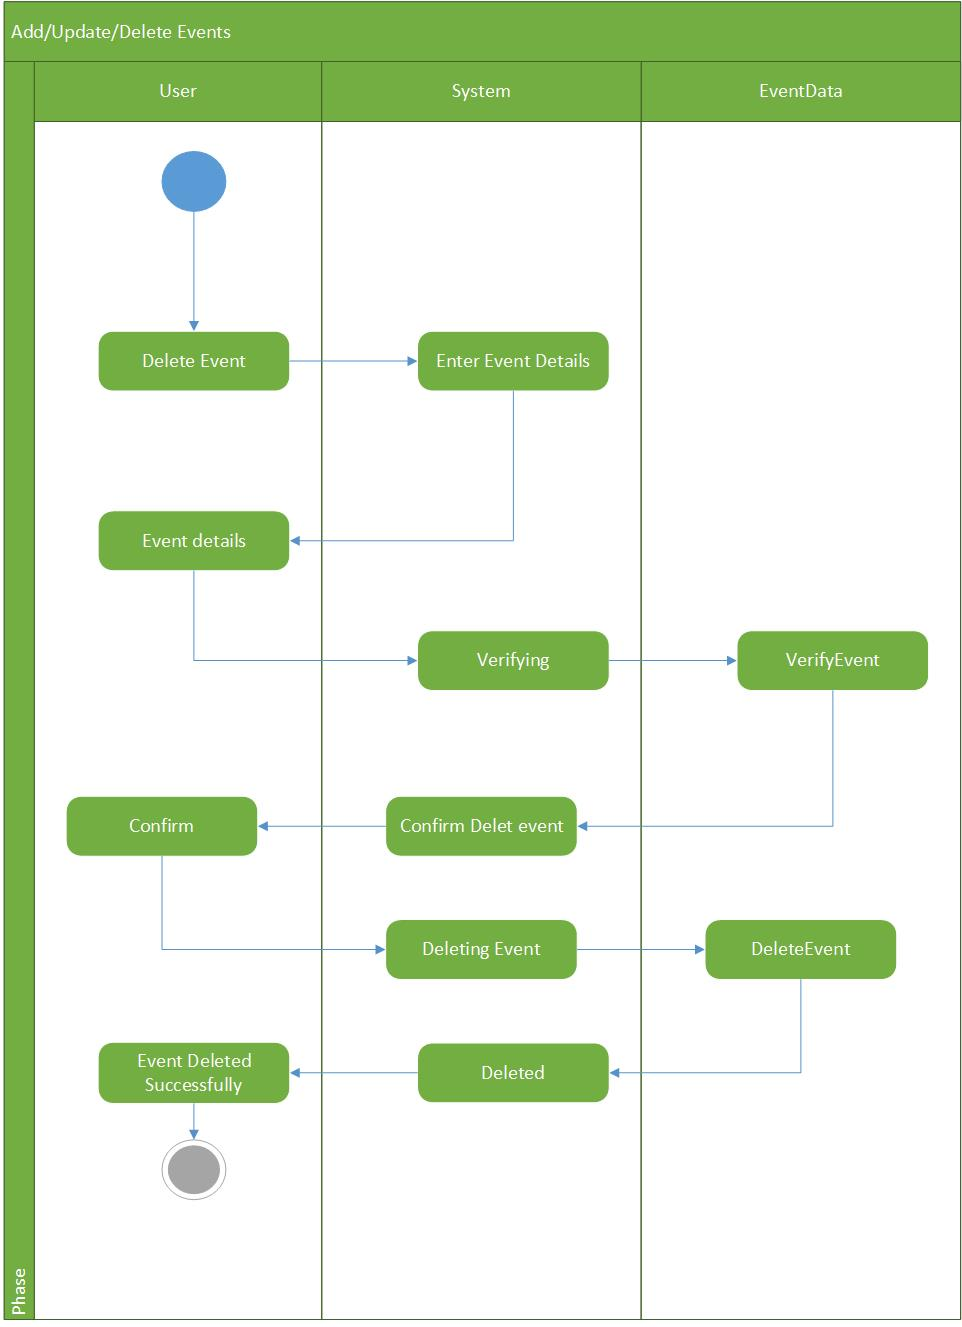 Add/Update/Delete Events
User
System
EventData
Delete Event
Enter Event Details
Event details
Verifying
VerifyEvent
Confirm
Confirm Delet event
Deleting Event
DeleteEvent
Event Deleted
Successfully
Deleted
Phase